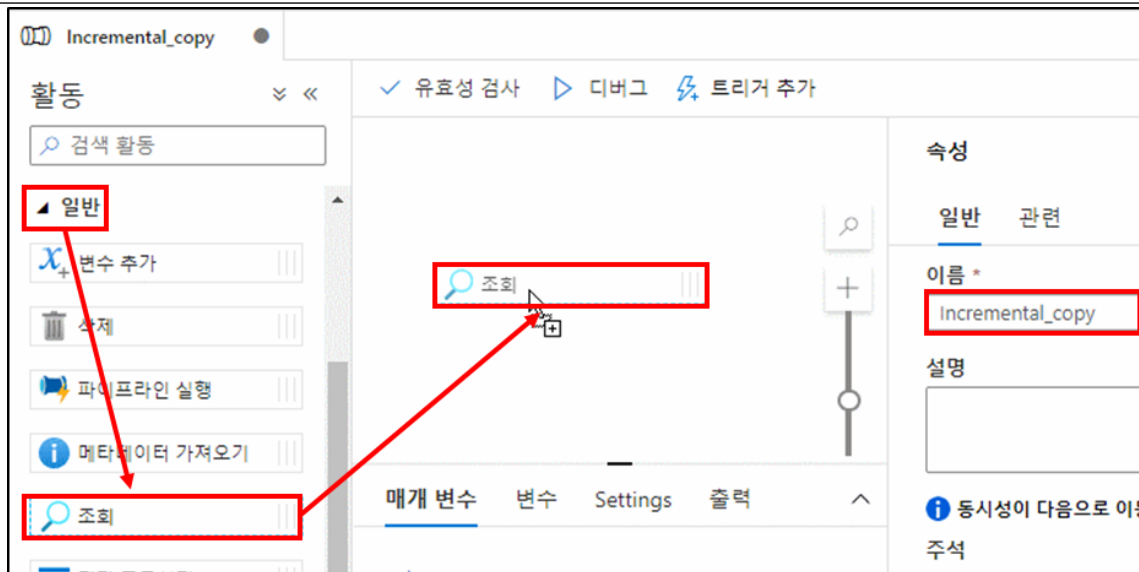 Incremental_copy
활동
유효성 검사
디버그
트리거 추가
검색 활동
일반
변수 추가
삭제
파이프라인 실행
메타데이터 가져오기
조회
조회
매개 변수
변수
Settings
출력
속성
일반
관련
이름 *
Incremental_copy
설명
동시성이 다음으로
주석